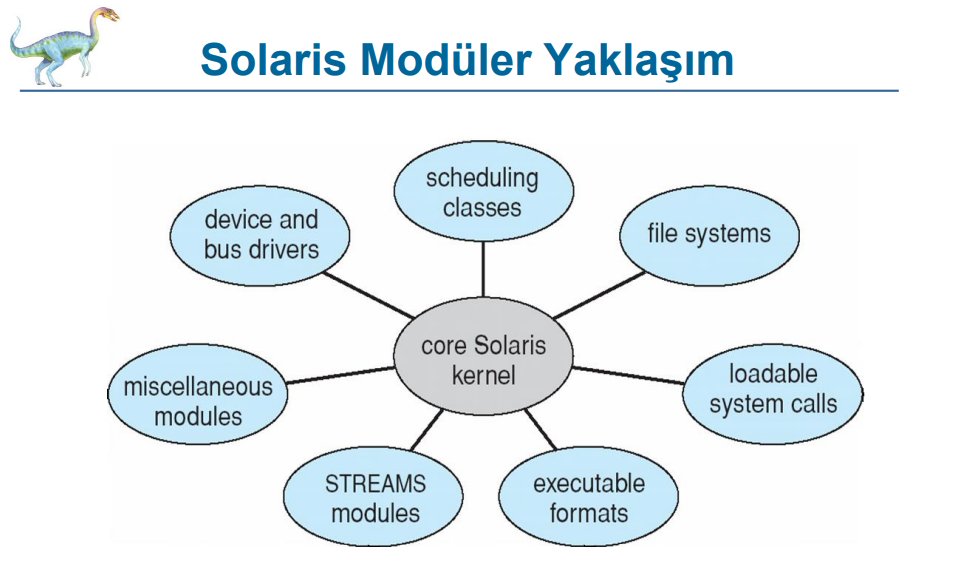 Solaris Modüler Yaklaşım
scheduling
classes
device and
bus drivers
file systems
core Solaris
kernel
miscellaneous
modules
loadable
system calls
STREAMS
modules
executable
formats